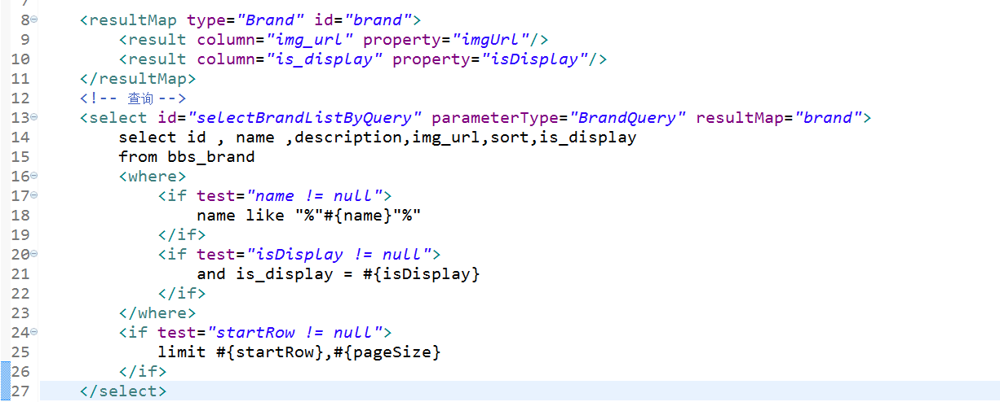 8 <resultMap type="Brand" id="brand">
9 <result column="img_url" property="imgUrl"/>
10 <result column="is_display" property="isDisplay"/>
11 </resultMap>
12 <!-- 查询 -->
13 <select id="selectBrandListByQuery" parameterType="BrandQuery" resultMap="brand">
14 select id , name ,description,img_url,sort,is_display
15 from bbs_brand
16 <where>
17 <if test="name != null">
18 name like "%"#{name}"%"
19 </if>
20 <if test="isDisplay != null">
21 and is_display = #{isDisplay}
22 </if>
23 </where>
24 <if test="startRow != null">
25 limit #{startRow},#{pageSize}
26 </if>
27 </select>